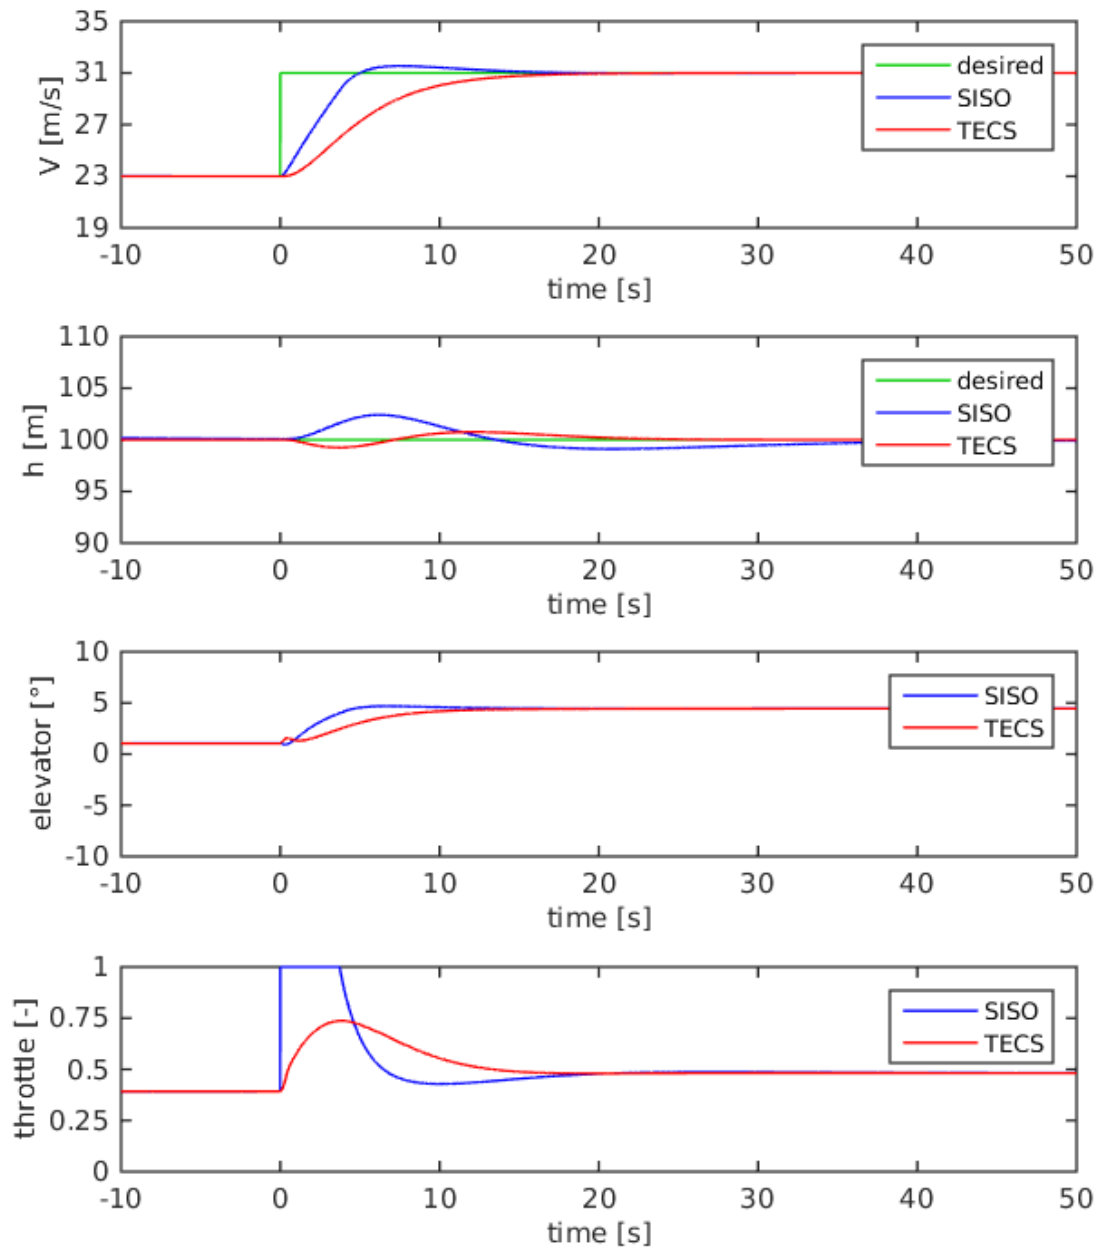 35
31
27
23
19
V [m/s]
desired
SISO
TECS
-10 0 10 20 30 40 50
time [s]
110
105
100
95
90
h [m]
desired
SISO
TECS
-10 0 10 20 30 40 50
time [s]
10
5
0
-5
-10
elevator [°]
SISO
TECS
-10 0 10 20 30 40 50
time [s]
1
0.75
0.5
0.25
0
throttle [-]
SISO
TECS
-10 0 10 20 30 40 50
time [s]